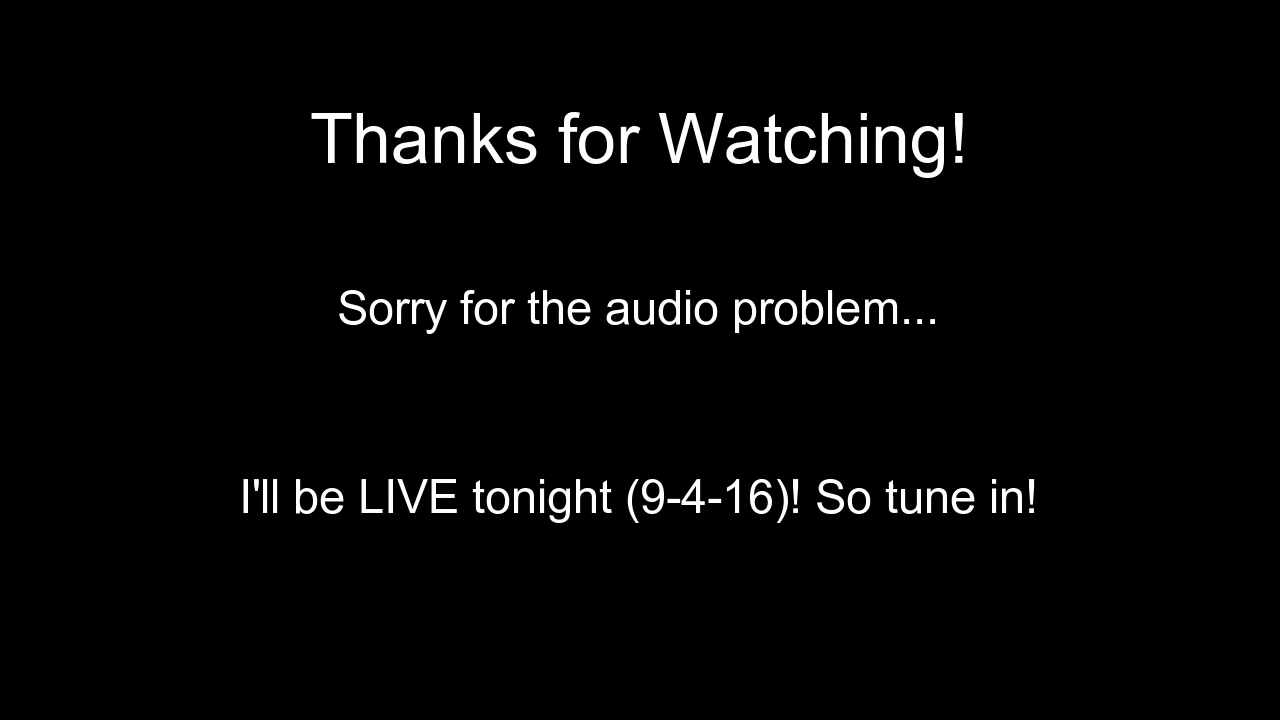 Thanks for Watching!
Sorry for the audio problem...
I'll be LIVE tonight (9-4-16)! So tune in!